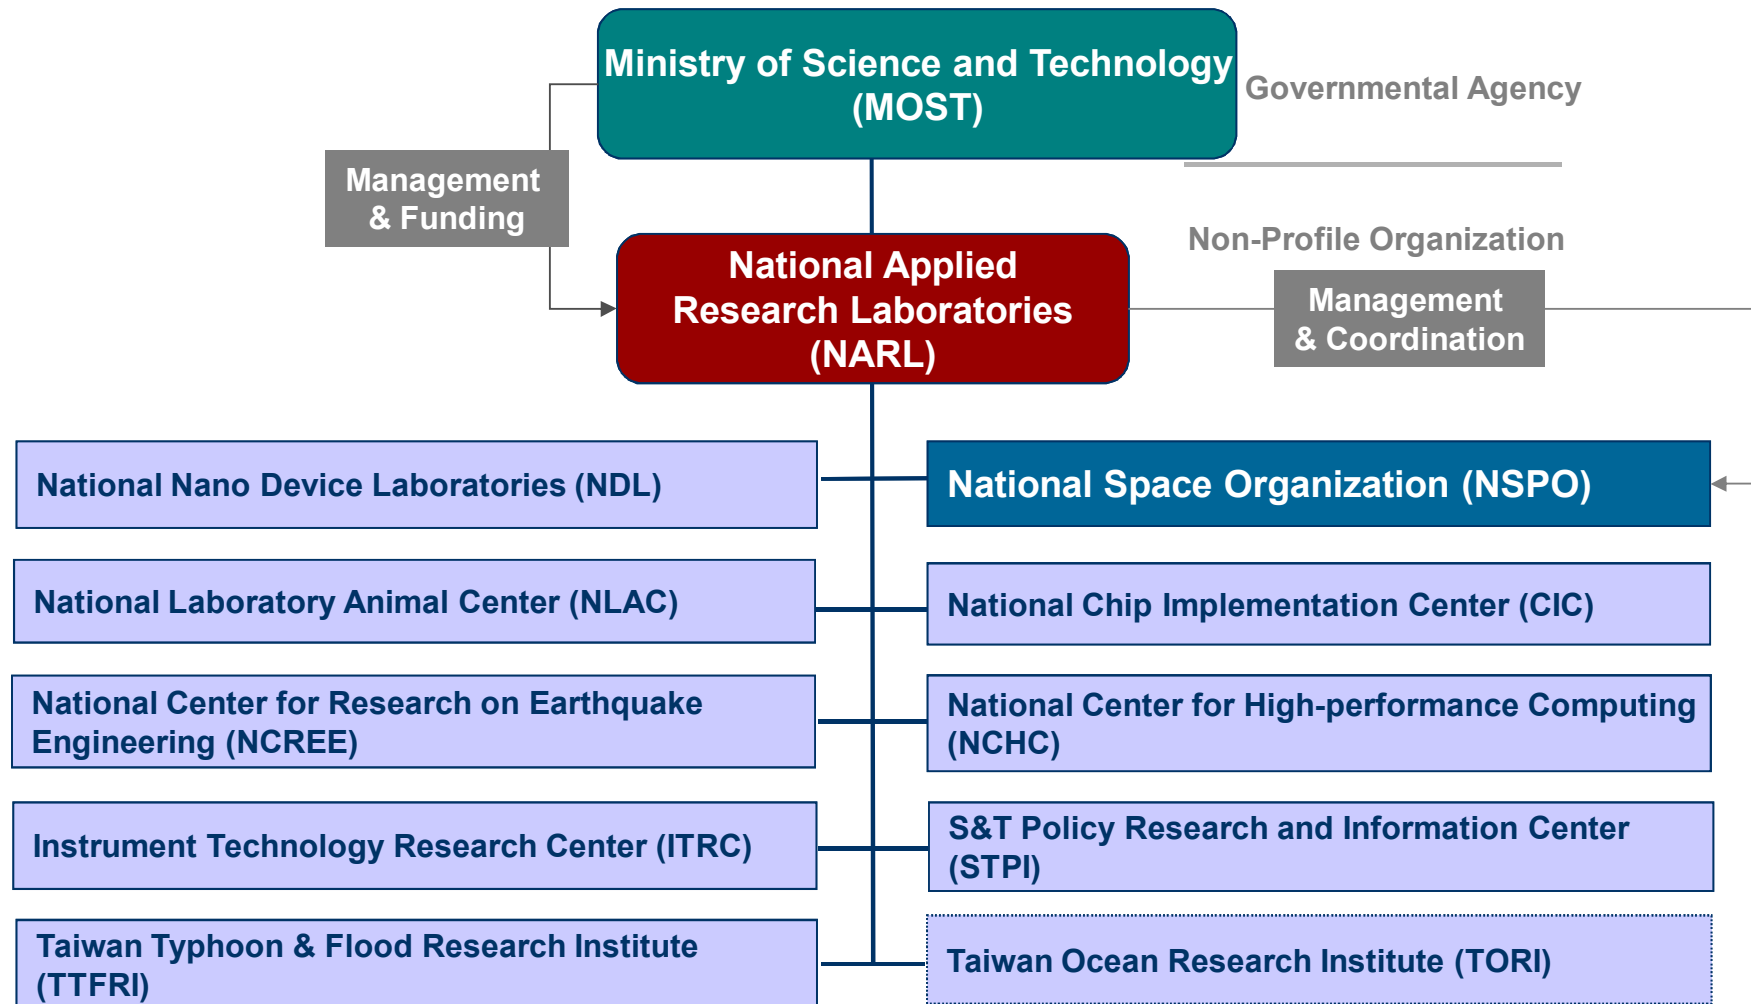 Ministry of Science and Technology
(MOST)
Governmental Agency
Management
& Funding
Non-Profile Organization
National Applied
Research Laboratories
(NARL)
Management
& Coordination
National Nano Device Laboratories (NDL)
National Space Organization (NSPO)
National Laboratory Animal Center (NLAC)
National Chip Implementation Center (CIC)
National Center for Research on Earthquake
Engineering (NCREE)
National Center for High-performance Computing
(NCHC)
Instrument Technology Research Center (ITRC)
S&T Policy Research and Information Center
(STPI)
Taiwan Typhoon & Flood Research Institute
(TTFRI)
Taiwan Ocean Research Institute (TORI)